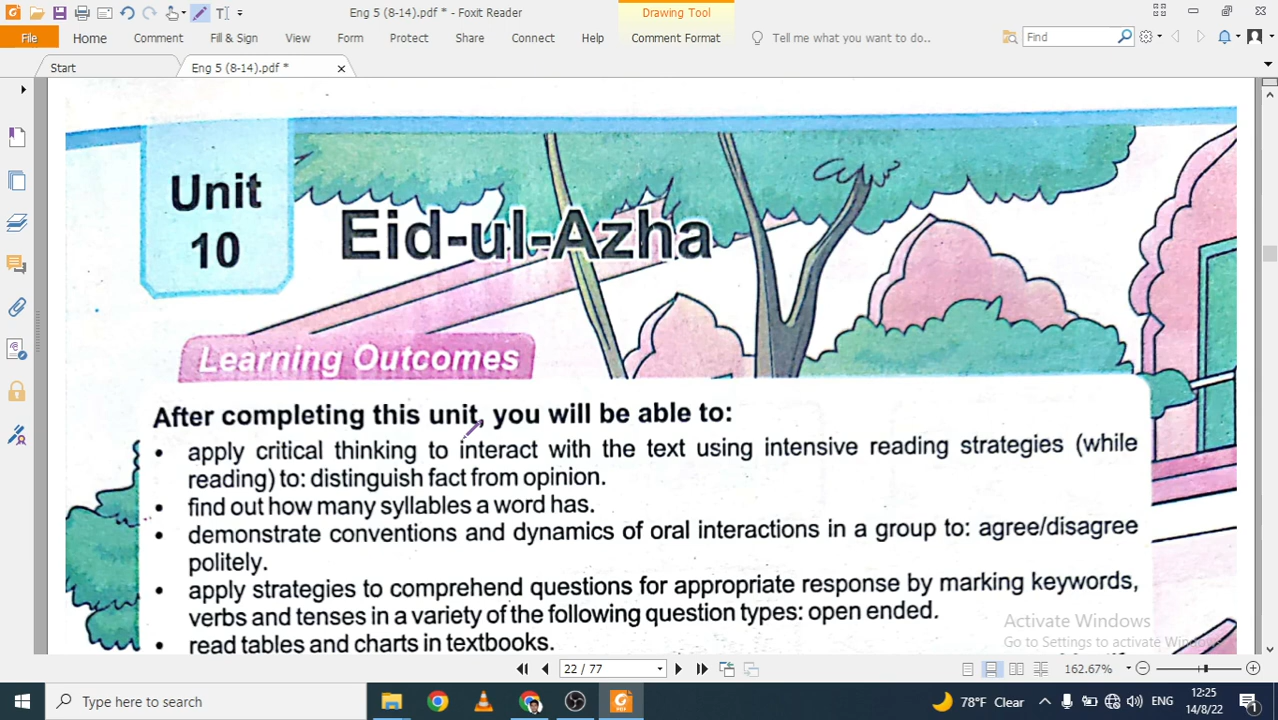 Eng 5 (8-14).pdf * - Foxit Reader
Drawing Tool
File Home Comment Fill & Sign View Form Protect Share Connect Help Comment Format Tell me what you want to do.. Find
Start Eng 5 (8-14).pdf *
Unit
10
Eid-ul-Azha
Learning Outcomes
After completing this unit, you will be able to:
• apply critical thinking to interact with the text using intensive reading strategies (while
reading) to: distinguish fact from opinion.
• find out how many syllables a word has.
• demonstrate conventions and dynamics of oral interactions in a group to: agree/disagree
politely.
• apply strategies to comprehend questions for appropriate response by marking keywords,
verbs and tenses in a variety of the following question types: open ended.
• read tables and charts in textbooks.
Activate Windows
Go to Settings to activate Windows.
22 / 77 162.67%
Type here to search 78°F Clear ENG 12:25
14/8/22